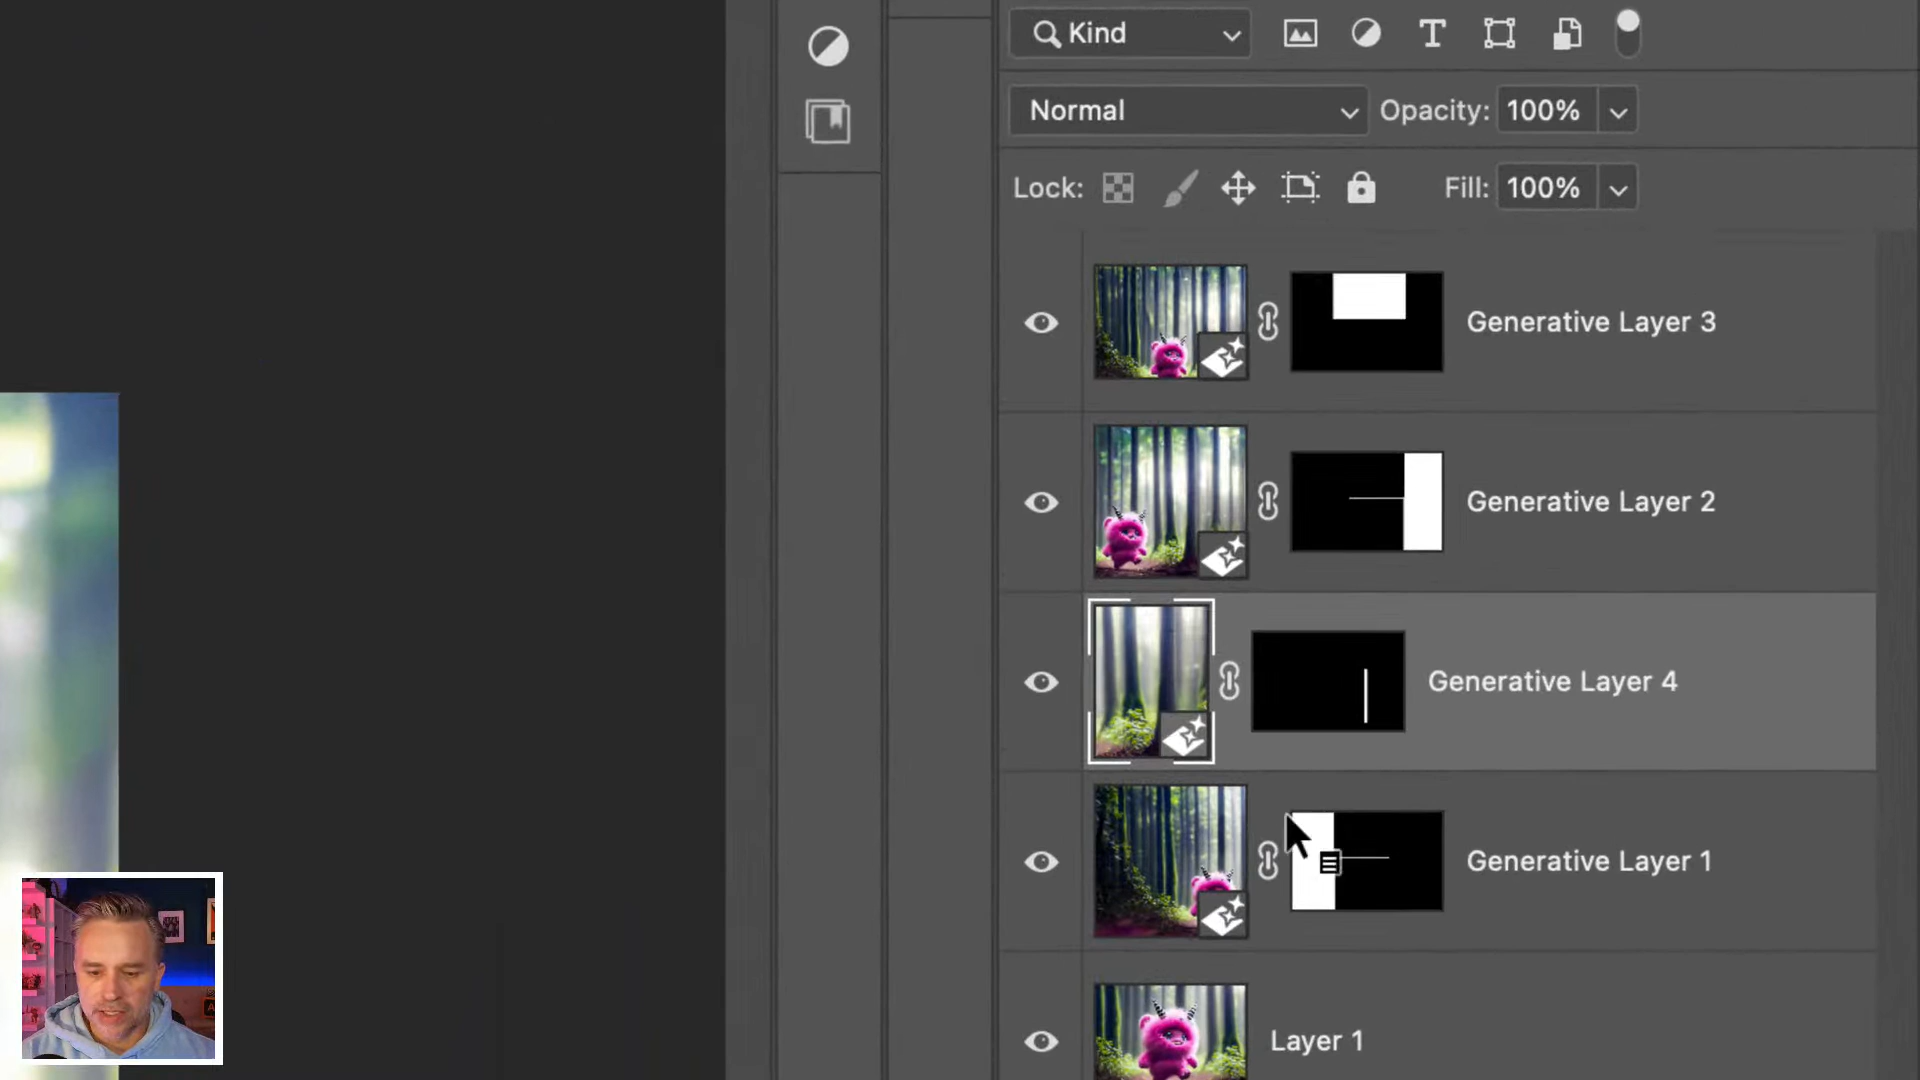 Kind
Normal
Opacity: 100%
Lock:
Fill: 100%
Generative Layer 3
Generative Layer 2
Generative Layer 4
Generative Layer 1
Layer 1